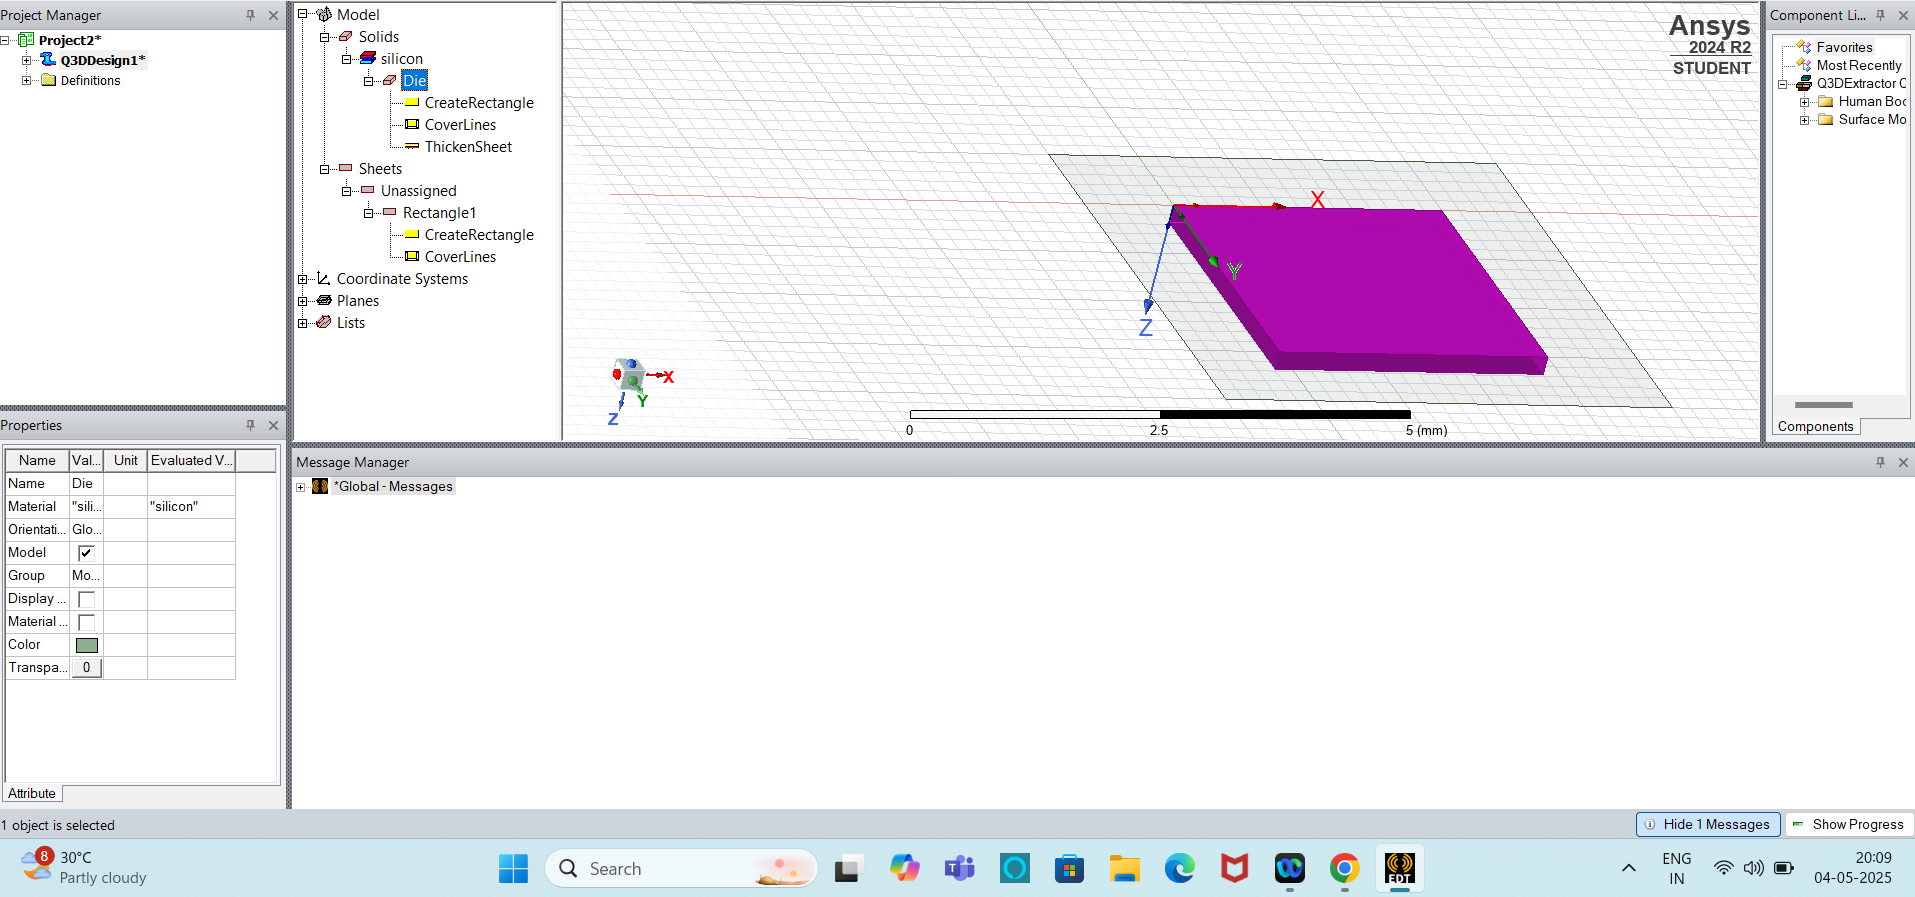 Project Manager
Project2*
Q3DDesign1*
Definitions
Properties
Name Val... Unit Evaluated V...
Name Die
Material "sili... "silicon"
Orientati... Glo...
Model
Group Mo...
Display ...
Material ...
Color
Transpa... 0
Attribute
Model
Solids
silicon
Die
CreateRectangle
CoverLines
ThickenSheet
Sheets
Unassigned
Rectangle1
CreateRectangle
CoverLines
Coordinate Systems
Planes
Lists
Ansys
2024 R2
STUDENT
X
Y
Z
X
Y
Z
0 2.5 5 (mm)
Component Li...
Favorites
Most Recently
Q3DExtractor C
Human Boo
Surface Mo
Components
Message Manager
*Global - Messages
1 object is selected
Hide 1 Messages
Show Progress
8
30°C
Partly cloudy
Search
EDT
ENG
IN
20:09
04-05-2025